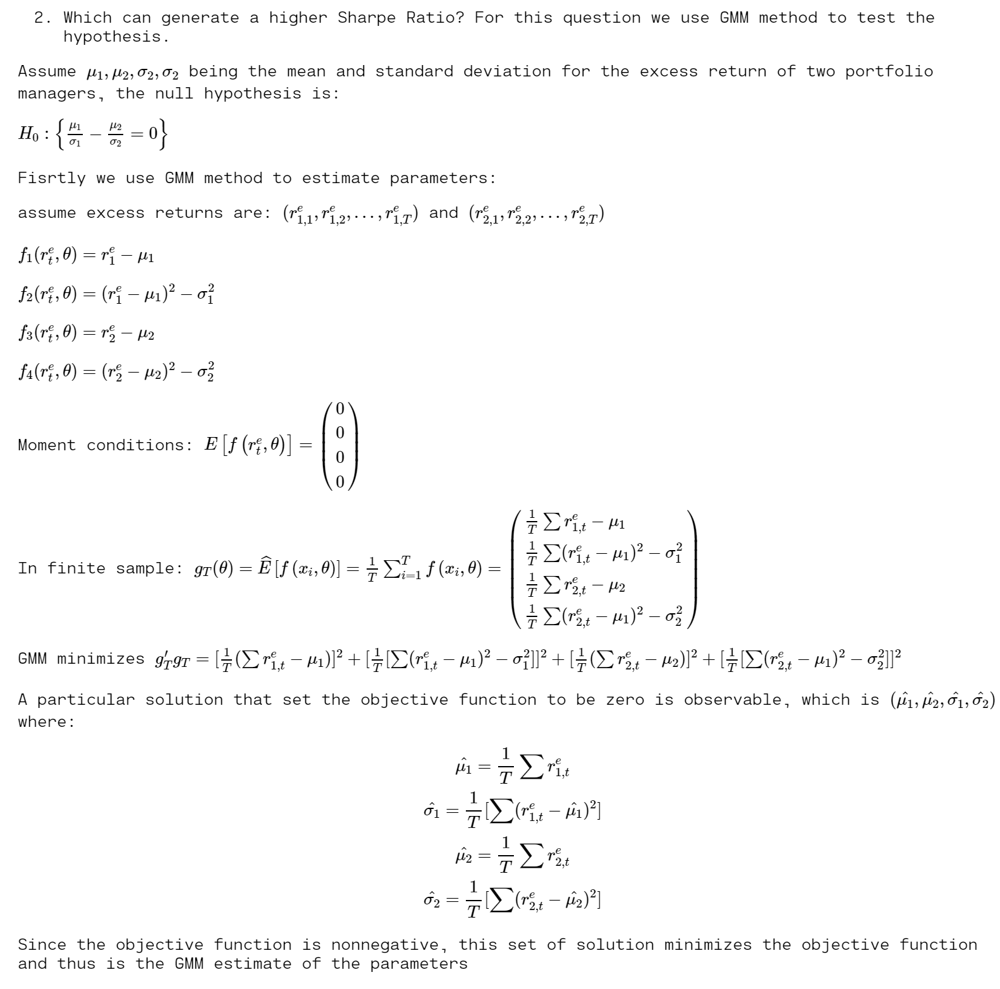 2. Which can generate a higher Sharpe Ratio? For this question we use GMM method to test the
hypothesis.
Assume $\mu_1, \mu_2, \sigma_2, \sigma_2$ being the mean and standard deviation for the excess return of two portfolio
managers, the null hypothesis is:
$H_0 : \left\{ \frac{\mu_1}{\sigma_1} - \frac{\mu_2}{\sigma_2} = 0 \right\}$
Fisrtly we use GMM method to estimate parameters:
assume excess returns are: $(r^e_{1,1}, r^e_{1,2}, \ldots, r^e_{1,T})$ and $(r^e_{2,1}, r^e_{2,2}, \ldots, r^e_{2,T})$
$f_1(r^e_t, \theta) = r^e_1 - \mu_1$
$f_2(r^e_t, \theta) = (r^e_1 - \mu_1)^2 - \sigma_1^2$
$f_3(r^e_t, \theta) = r^e_2 - \mu_2$
$f_4(r^e_t, \theta) = (r^e_2 - \mu_2)^2 - \sigma_2^2$
Moment conditions: $E\left[f\left(r^e_t, \theta\right)\right] = \begin{pmatrix} 0 \\ 0 \\ 0 \\ 0 \end{pmatrix}$
In finite sample: $g_T(\theta) = \widehat{E}\left[f\left(x_i, \theta\right)\right] = \frac{1}{T} \sum_{i=1}^{T} f\left(x_i, \theta\right) = \begin{pmatrix} \frac{1}{T} \sum r^e_{1,t} - \mu_1 \\ \frac{1}{T} \sum (r^e_{1,t} - \mu_1)^2 - \sigma_1^2 \\ \frac{1}{T} \sum r^e_{2,t} - \mu_2 \\ \frac{1}{T} \sum (r^e_{2,t} - \mu_1)^2 - \sigma_2^2 \end{pmatrix}$
GMM minimizes $g'_T g_T = [\frac{1}{T}(\sum r^e_{1,t} - \mu_1)]^2 + [\frac{1}{T}[\sum (r^e_{1,t} - \mu_1)^2 - \sigma_1^2]]^2 + [\frac{1}{T}(\sum r^e_{2,t} - \mu_2)]^2 + [\frac{1}{T}[\sum (r^e_{2,t} - \mu_1)^2 - \sigma_2^2]]^2$
A particular solution that set the objective function to be zero is observable, which is $(\hat{\mu_1}, \hat{\mu_2}, \hat{\sigma_1}, \hat{\sigma_2})$
where:
$\hat{\mu_1} = \frac{1}{T} \sum r^e_{1,t}$
$\hat{\sigma_1} = \frac{1}{T} [\sum (r^e_{1,t} - \hat{\mu_1})^2]$
$\hat{\mu_2} = \frac{1}{T} \sum r^e_{2,t}$
$\hat{\sigma_2} = \frac{1}{T} [\sum (r^e_{2,t} - \hat{\mu_2})^2]$
Since the objective function is nonnegative, this set of solution minimizes the objective function
and thus is the GMM estimate of the parameters